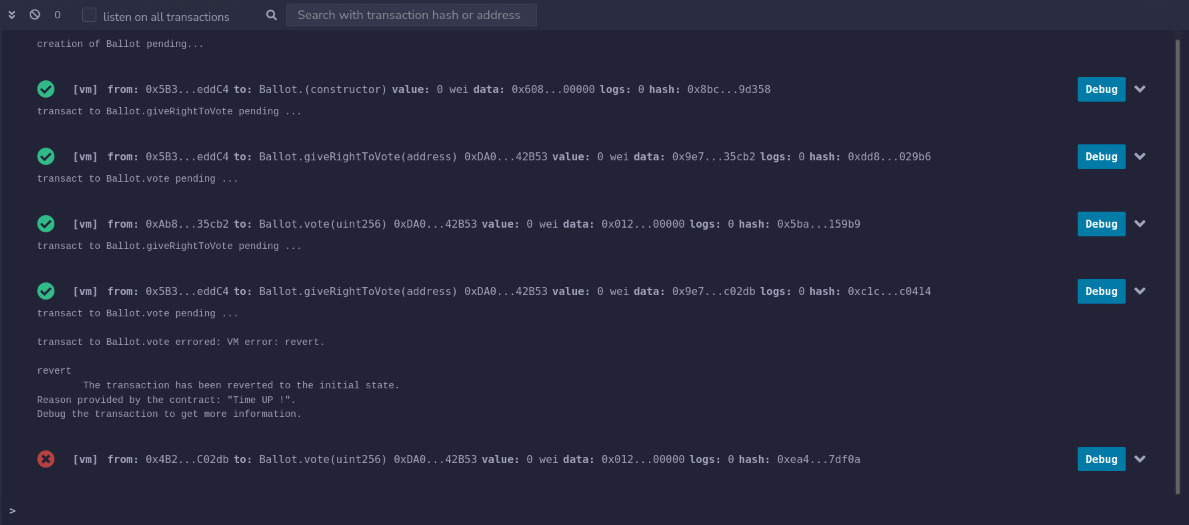 0 listen on all transactions Search with transaction hash or address
creation of Ballot pending...
[vm] from: 0x5B3...eddC4 to: Ballot.(constructor) value: 0 wei data: 0x608...00000 logs: 0 hash: 0x8bc...9d358 Debug
transact to Ballot.giveRightToVote pending ...
[vm] from: 0x5B3...eddC4 to: Ballot.giveRightToVote(address) 0xDA0...42B53 value: 0 wei data: 0x9e7...35cb2 logs: 0 hash: 0xdd8...029b6 Debug
transact to Ballot.vote pending ...
[vm] from: 0xAb8...35cb2 to: Ballot.vote(uint256) 0xDA0...42B53 value: 0 wei data: 0x012...00000 logs: 0 hash: 0x5ba...159b9 Debug
transact to Ballot.giveRightToVote pending ...
[vm] from: 0x5B3...eddC4 to: Ballot.giveRightToVote(address) 0xDA0...42B53 value: 0 wei data: 0x9e7...c02db logs: 0 hash: 0xc1c...c0414 Debug
transact to Ballot.vote pending ...
transact to Ballot.vote errored: VM error: revert.
revert
The transaction has been reverted to the initial state.
Reason provided by the contract: "Time UP !".
Debug the transaction to get more information.
[vm] from: 0x4B2...C02db to: Ballot.vote(uint256) 0xDA0...42B53 value: 0 wei data: 0x012...00000 logs: 0 hash: 0xea4...7df0a Debug
>